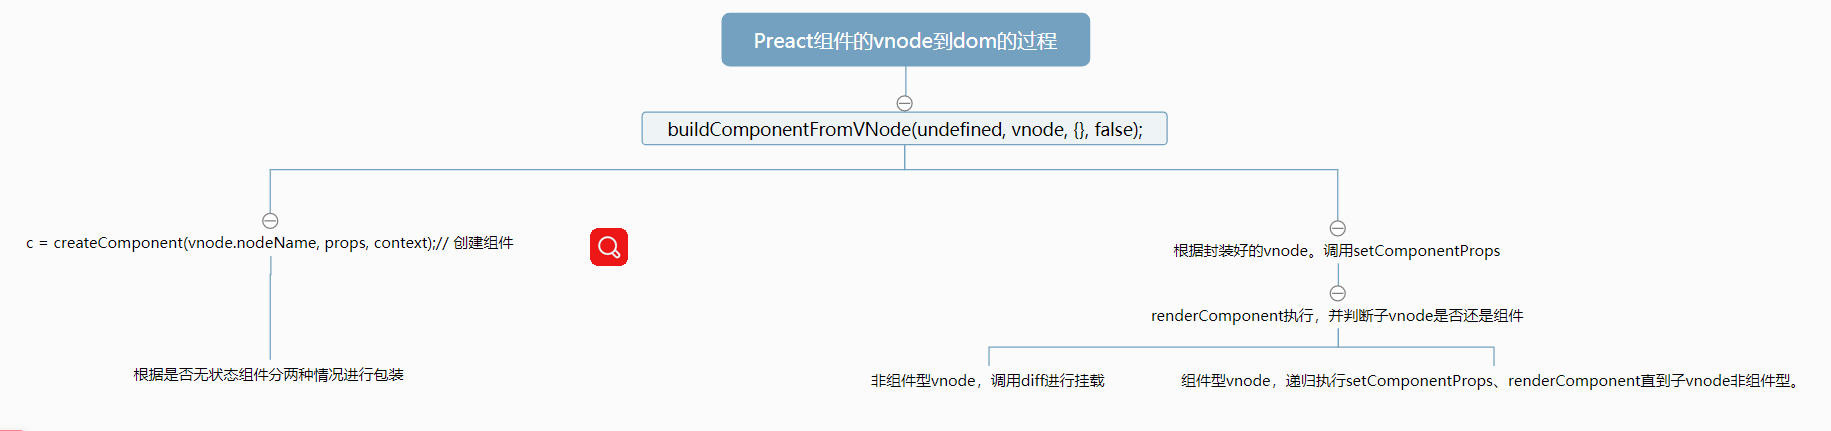 Preact组件的vnode到dom的过程
buildComponentFromVNode(undefined, vnode, {}, false);
c = createComponent(vnode.nodeName, props, context);// 创建组件
根据是否无状态组件分两种情况进行包装
根据封装好的vnode。调用setComponentProps
renderComponent执行，并判断子vnode是否还是组件
非组件型vnode，调用diff进行挂载
组件型vnode，递归执行setComponentProps、renderComponent直到子vnode非组件型。